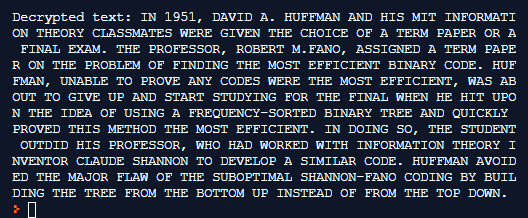 Decrypted text: IN 1951, DAVID A. HUFFMAN AND HIS MIT INFORMATI
ON THEORY CLASSMATES WERE GIVEN THE CHOICE OF A TERM PAPER OR A
 FINAL EXAM. THE PROFESSOR, ROBERT M.FANO, ASSIGNED A TERM PAPE
R ON THE PROBLEM OF FINDING THE MOST EFFICIENT BINARY CODE. HUF
FMAN, UNABLE TO PROVE ANY CODES WERE THE MOST EFFICIENT, WAS AB
OUT TO GIVE UP AND START STUDYING FOR THE FINAL WHEN HE HIT UPO
N THE IDEA OF USING A FREQUENCY-SORTED BINARY TREE AND QUICKLY
PROVED THIS METHOD THE MOST EFFICIENT. IN DOING SO, THE STUDENT
 OUTDID HIS PROFESSOR, WHO HAD WORKED WITH INFORMATION THEORY I
NVENTOR CLAUDE SHANNON TO DEVELOP A SIMILAR CODE. HUFFMAN AVOID
ED THE MAJOR FLAW OF THE SUBOPTIMAL SHANNON-FANO CODING BY BUIL
DING THE TREE FROM THE BOTTOM UP INSTEAD OF FROM THE TOP DOWN.
>